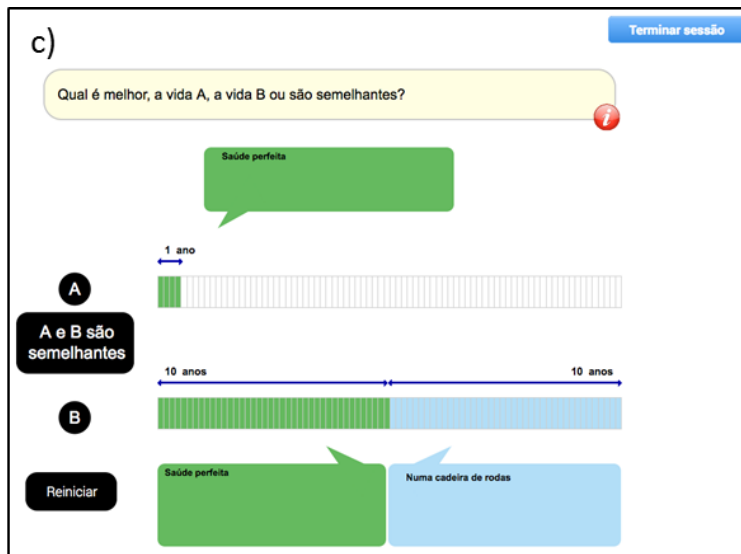 c)
Terminar sessão
Qual é melhor, a vida A, a vida B ou são semelhantes?
i
Saúde perfeita
1 ano
A
A e B são
semelhantes
10 anos
10 anos
B
Saúde perfeita
Numa cadeira de rodas
Reiniciar